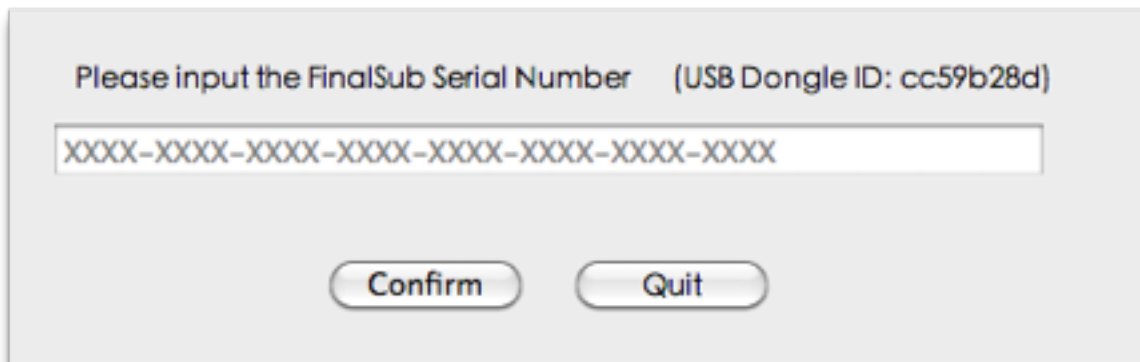 Please input the FinalSub Serial Number (USB Dongle ID: cc59b28d)
XXXX-XXXX-XXXX-XXXX-XXXX-XXXX-XXXX-XXXX
Confirm Quit